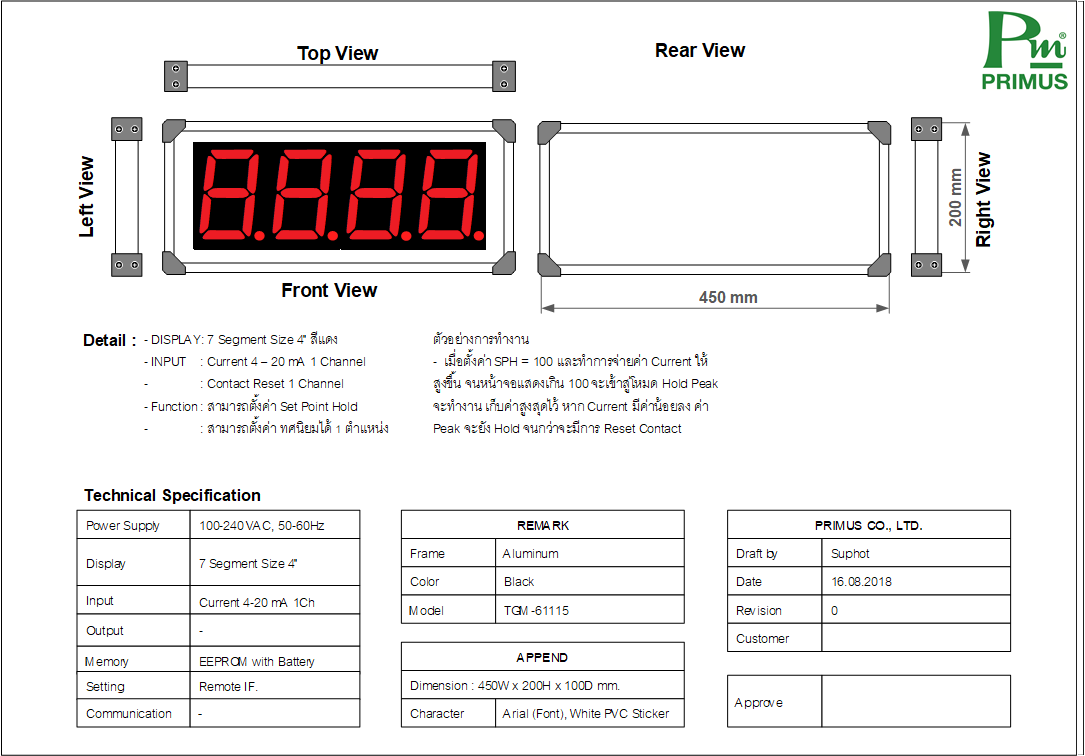 Top View
Rear View
Pm®
PRIMUS
Left View
8.8.8.8.
200 mm
Right View
Front View
450 mm
Detail : - DISPLAY: 7 Segment Size 4" สีแดง
- INPUT : Current 4 – 20 mA 1 Channel
- : Contact Reset 1 Channel
- Function : สามารถตั้งค่า Set Point Hold
- : สามารถตั้งค่า ทศนิยมได้ 1 ตำแหน่ง
ตัวอย่างการทำงาน
- เมื่อตั้งค่า SPH = 100 และทำการจ่ายค่า Current ให้
สูงขึ้น จนหน้าจอแสดงเกิน 100 จะเข้าสู่โหมด Hold Peak
จะทำงาน เก็บค่าสูงสุดไว้ หาก Current มีค่าน้อยลง ค่า
Peak จะยัง Hold จนกว่าจะมีการ Reset Contact
Technical Specification
Power Supply 100-240 VAC, 50-60Hz
Display 7 Segment Size 4"
Input Current 4-20 mA 1Ch
Output -
Memory EEPROM with Battery
Setting Remote IF.
Communication -
REMARK
Frame Aluminum
Color Black
Model TGM-61115
APPEND
Dimension : 450W x 200H x 100D mm.
Character Arial (Font), White PVC Sticker
PRIMUS CO., LTD.
Draft by Suphot
Date 16.08.2018
Revision 0
Customer
Approve